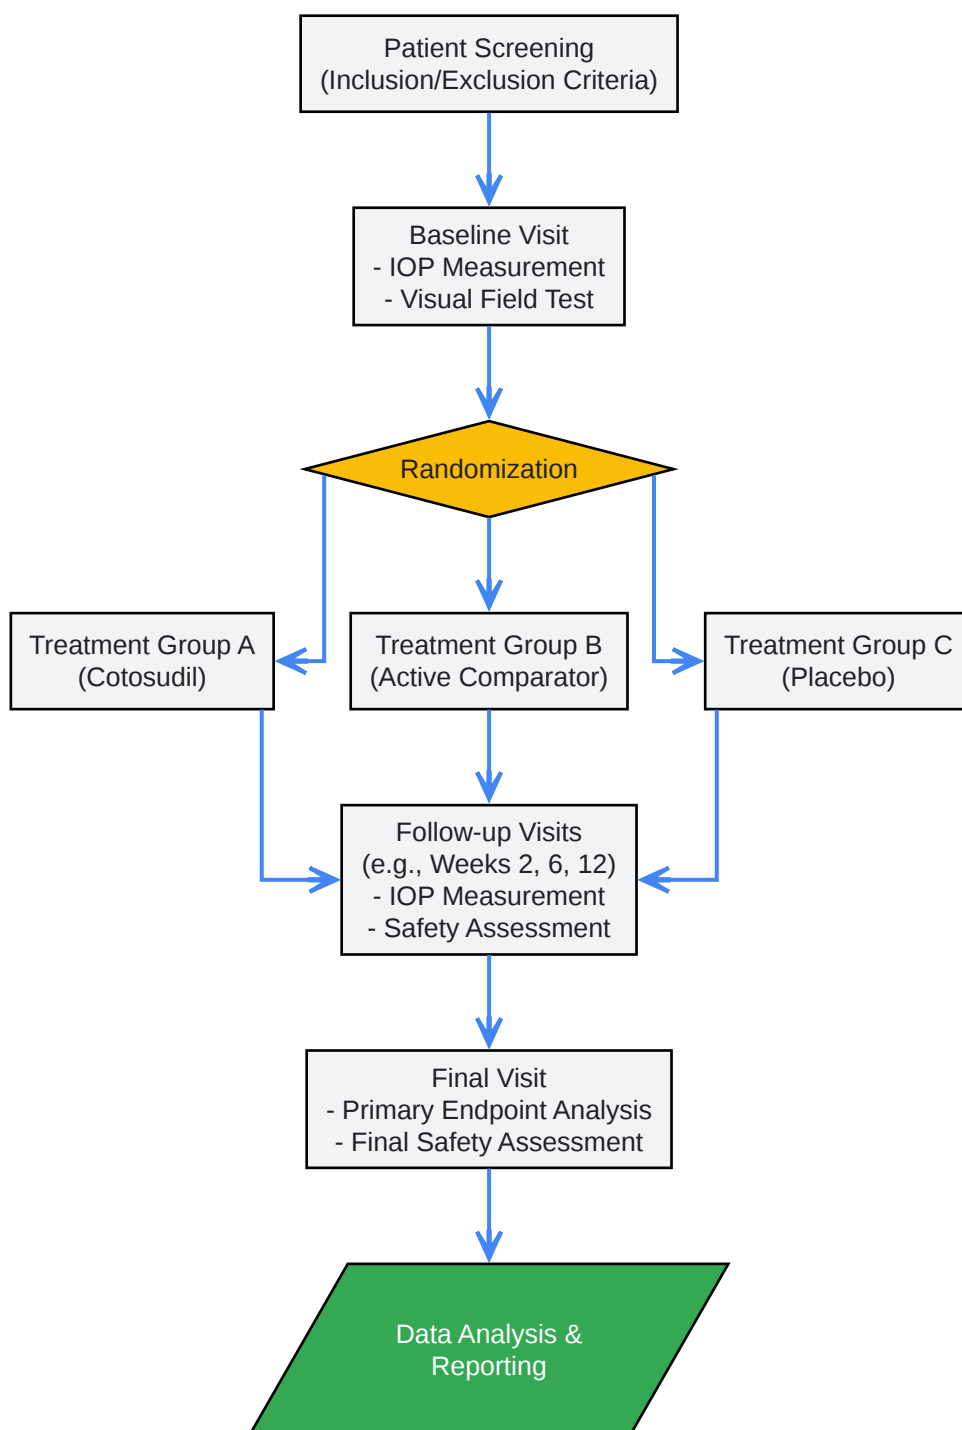 Patient Screening
(Inclusion/Exclusion Criteria)
Baseline Visit
- IOP Measurement
- Visual Field Test
Randomization
Treatment Group A
(Cotosudil)
Treatment Group B
(Active Comparator)
Treatment Group C
(Placebo)
Follow-up Visits
(e.g., Weeks 2, 6, 12)
- IOP Measurement
- Safety Assessment
Final Visit
- Primary Endpoint Analysis
- Final Safety Assessment
Data Analysis &
Reporting